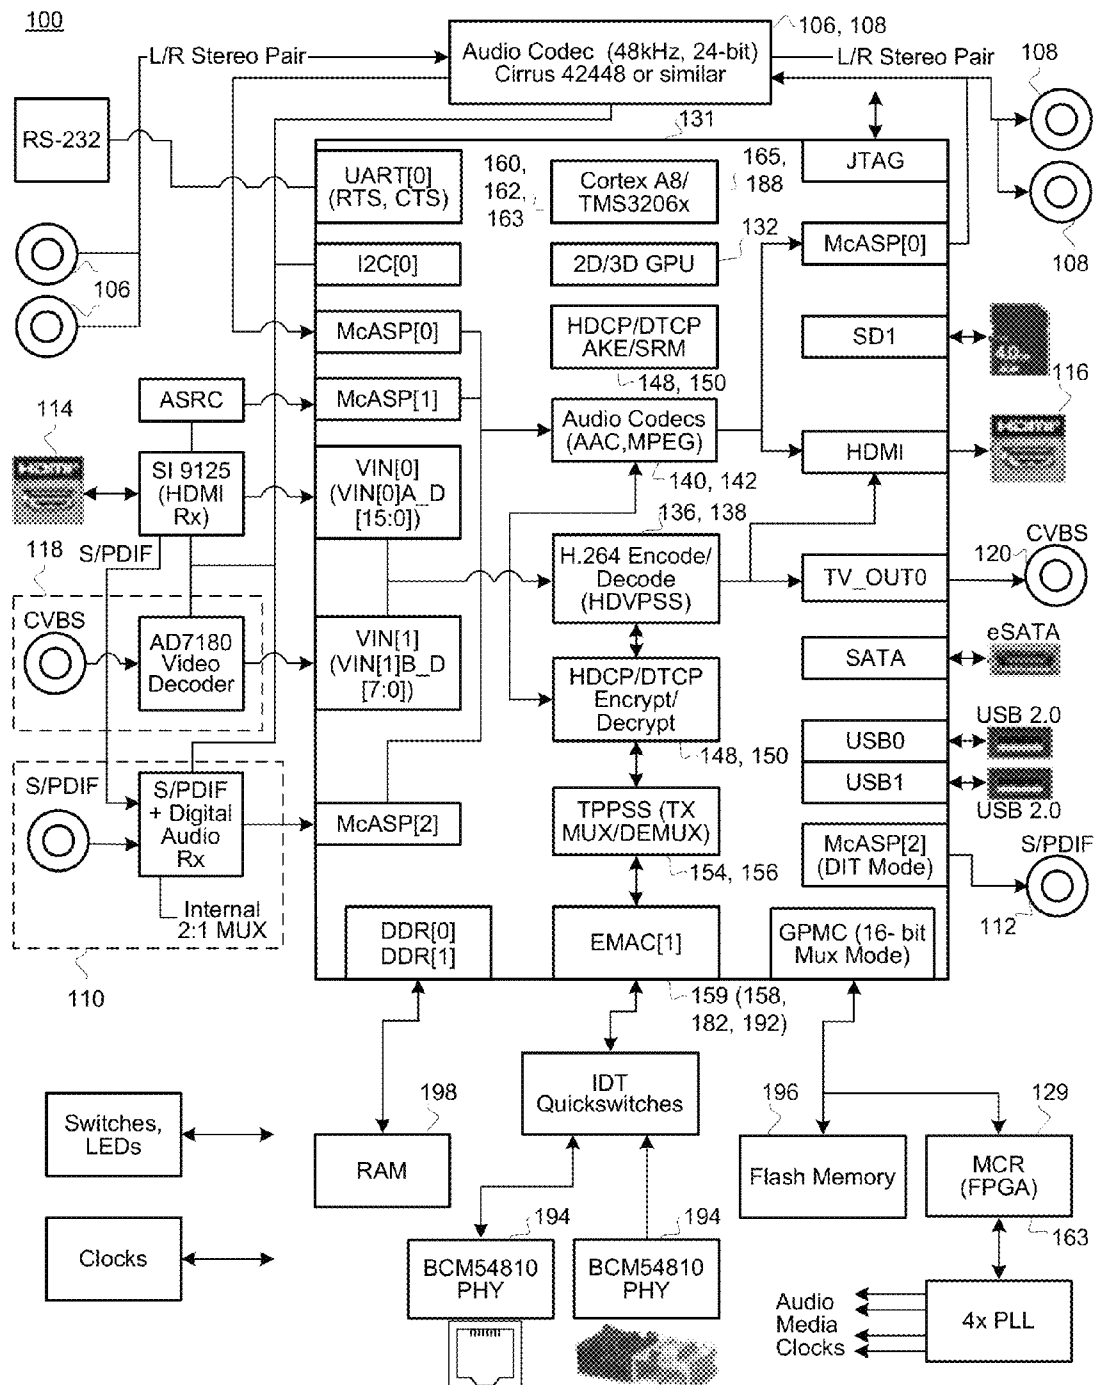 100
106, 108
L/R Stereo Pair
Audio Codec (48kHz, 24-bit)
Cirrus 42448 or similar
L/R Stereo Pair
108
RS-232
131
UART[0]
(RTS, CTS)
160,
162,
163
Cortex A8/
TMS3206x
165,
188
JTAG
132
McASP[0]
108
106
I2C[0]
2D/3D GPU
McASP[0]
HDCP/DTCP
AKE/SRM
SD1
4.0
148, 150
116
ASRC
McASP[1]
114
HDMI
SI 9125
(HDMI
Rx)
VIN[0]
(VIN[0]A_D
[15:0])
Audio Codecs
(AAC,MPEG)
HDMI
HDMI
140, 142
136, 138
S/PDIF
118
H.264 Encode/
Decode
(HDVPSS)
TV_OUT0
120
CVBS
CVBS
AD7180
Video
Decoder
VIN[1]
(VIN[1]B_D
[7:0])
HDCP/DTCP
Encrypt/
Decrypt
SATA
eSATA
148, 150
USB0
USB 2.0
USB1
USB 2.0
S/PDIF
S/PDIF
+ Digital
Audio
Rx
McASP[2]
TPPSS (TX
MUX/DEMUX)
154, 156
McASP[2]
(DIT Mode)
S/PDIF
112
Internal
2:1 MUX
110
DDR[0]
DDR[1]
EMAC[1]
GPMC (16- bit
Mux Mode)
159 (158,
182, 192)
IDT
Quickswitches
Switches,
LEDs
198
RAM
196
Flash Memory
129
MCR
(FPGA)
163
Clocks
194
BCM54810
PHY
194
BCM54810
PHY
Audio
Media
Clocks
4x PLL